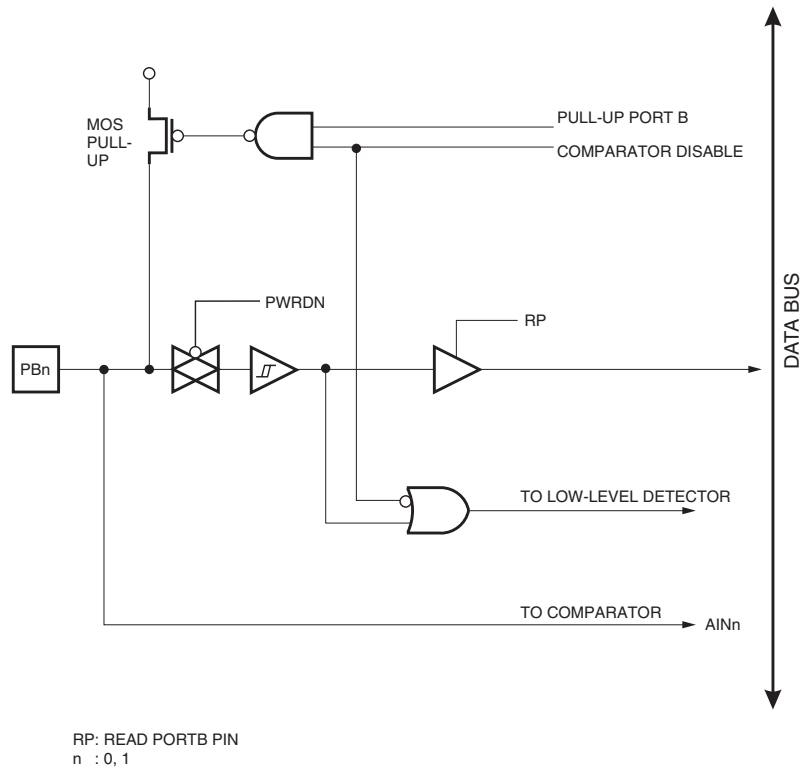 MOS
PULL-
UP
PULL-UP PORT B
COMPARATOR DISABLE
PWRDN
RP
PBn
DATA BUS
TO LOW-LEVEL DETECTOR
TO COMPARATOR
AINn
RP: READ PORTB PIN
n : 0, 1